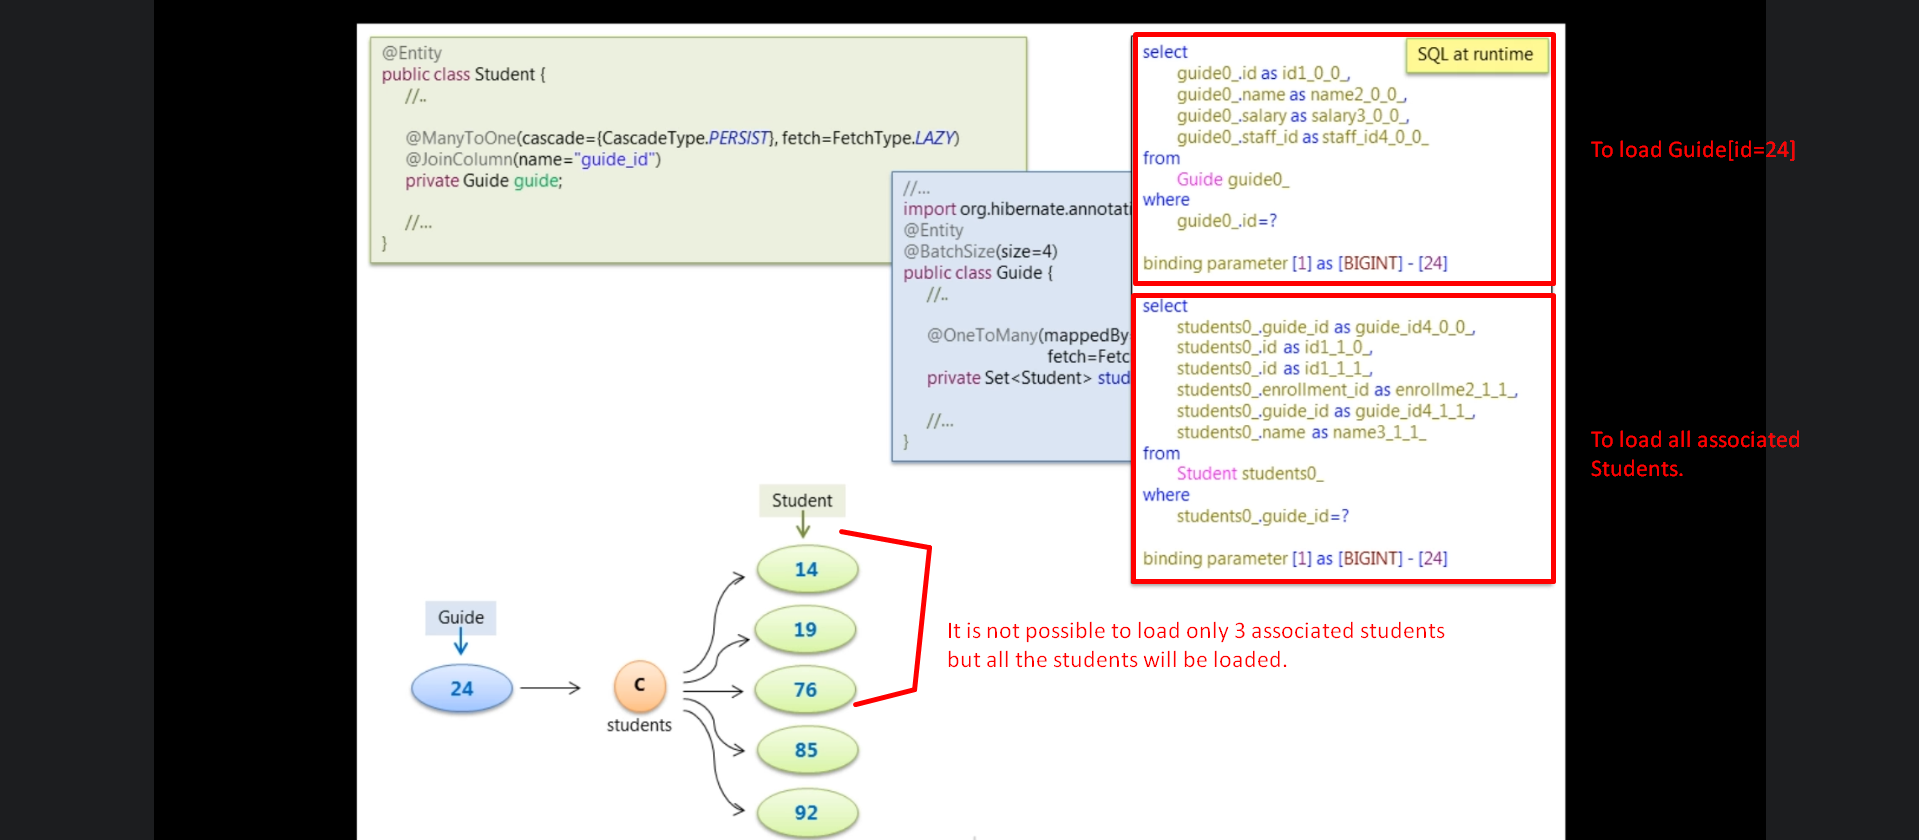 @Entity
public class Student {
//..
@ManyToOne(cascade={CascadeType.PERSIST}, fetch=FetchType.LAZY)
@JoinColumn(name="guide_id")
private Guide guide;
//...
}
//...
import org.hibernate.annotati
@Entity
@BatchSize(size=4)
public class Guide {
//..
@OneToMany(mappedBy
fetch=Fetc
private Set<Student> stud
//...
}
SQL at runtime
select
guide0_.id as id1_0_0_,
guide0_.name as name2_0_0_,
guide0_.salary as salary3_0_0_,
guide0_.staff_id as staff_id4_0_0_
from
Guide guide0_
where
guide0_.id=?
binding parameter [1] as [BIGINT] - [24]
To load Guide[id=24]
select
students0_.guide_id as guide_id4_0_0_,
students0_.id as id1_1_0_,
students0_.id as id1_1_1_,
students0_.enrollment_id as enrollme2_1_1_,
students0_.guide_id as guide_id4_1_1_,
students0_.name as name3_1_1_
from
Student students0_
where
students0_.guide_id=?
binding parameter [1] as [BIGINT] - [24]
To load all associated
Students.
Guide
24
C
students
Student
14
19
76
85
92
It is not possible to load only 3 associated students
but all the students will be loaded.